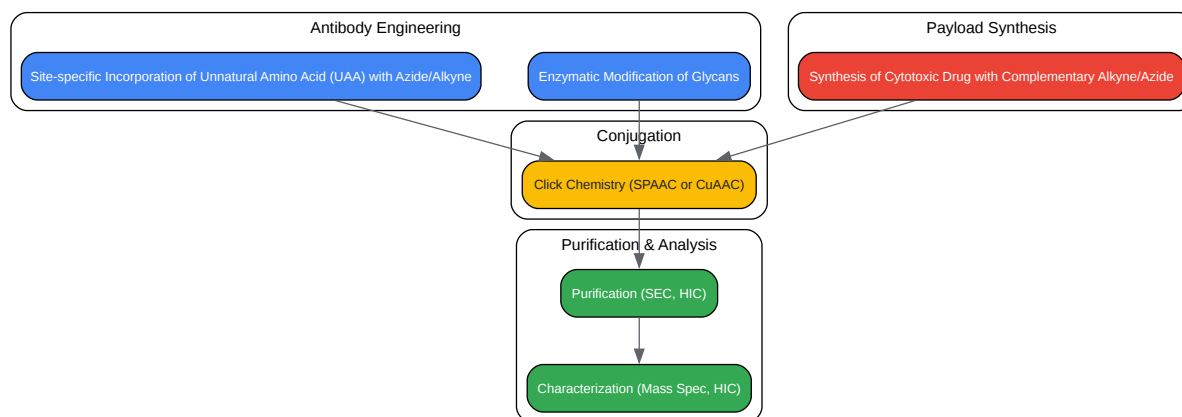 Antibody Engineering
Payload Synthesis
Site-specific Incorporation of Unnatural Amino Acid (UAA) with Azide/Alkyne
Enzymatic Modification of Glycans
Synthesis of Cytotoxic Drug with Complementary Alkyne/Azide
Conjugation
Click Chemistry (SPAAC or CuAAC)
Purification & Analysis
Purification (SEC, HIC)
Characterization (Mass Spec, HIC)